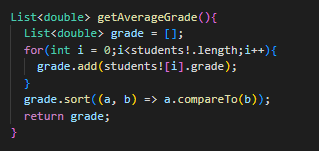 List<double> getAverageGrade(){
  List<double> grade = [];
  for(int i = 0;i<students!.length;i++){
    grade.add(students![i].grade);
  }
  grade.sort((a, b) => a.compareTo(b));
  return grade;
}